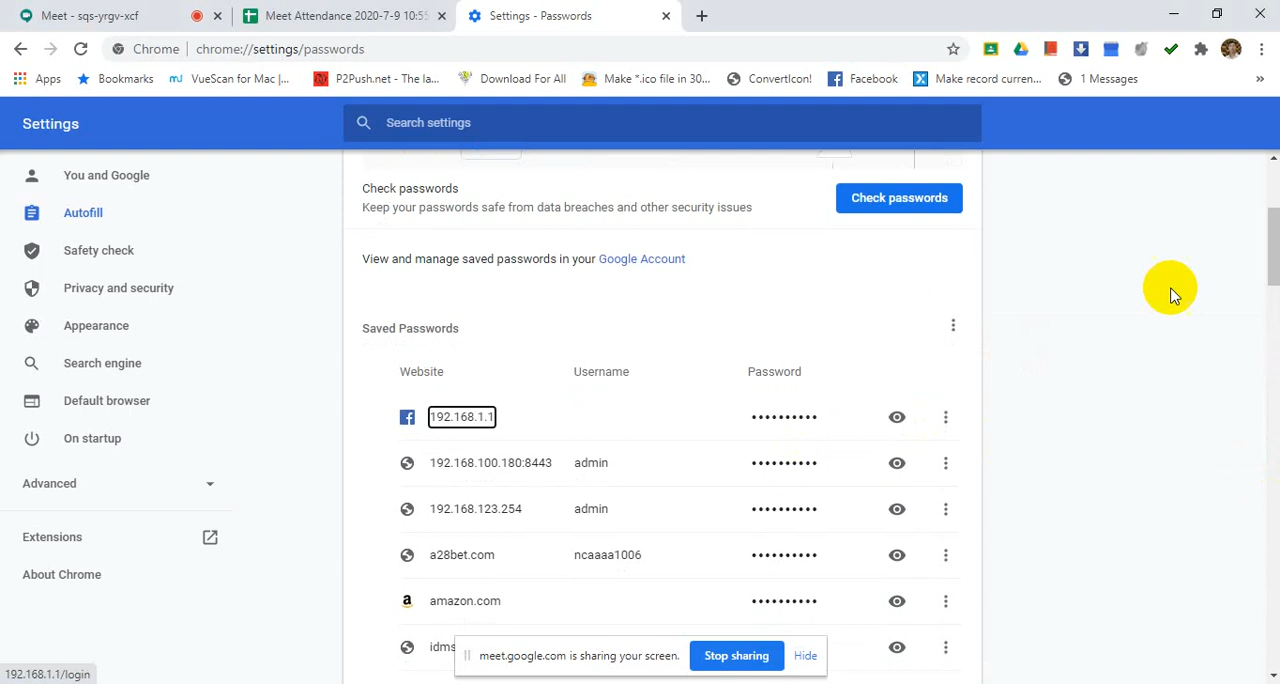 Meet - sqs-yrgv-xcf
Meet Attendance 2020-7-9 10:55
Settings - Passwords
Chrome
chrome://settings/passwords
Apps
Bookmarks
VueScan for Mac |...
P2Push.net - The la...
Download For All
Make *.ico file in 30...
ConvertIcon!
Facebook
Make record curren...
1 Messages
»
Settings
Search settings
You and Google
Autofill
Safety check
Privacy and security
Appearance
Search engine
Default browser
On startup
Advanced
Extensions
About Chrome
Check passwords
Keep your passwords safe from data breaches and other security issues
Check passwords
View and manage saved passwords in your Google Account
Saved Passwords
Website Username Password
192.168.1.1 ••••••••••
192.168.100.180:8443 admin ••••••••••
192.168.123.254 admin ••••••••••
a28bet.com ncaaaa1006 ••••••••••
a amazon.com ••••••••••
idms ••••••••••
meet.google.com is sharing your screen. Stop sharing Hide
192.168.1.1/login